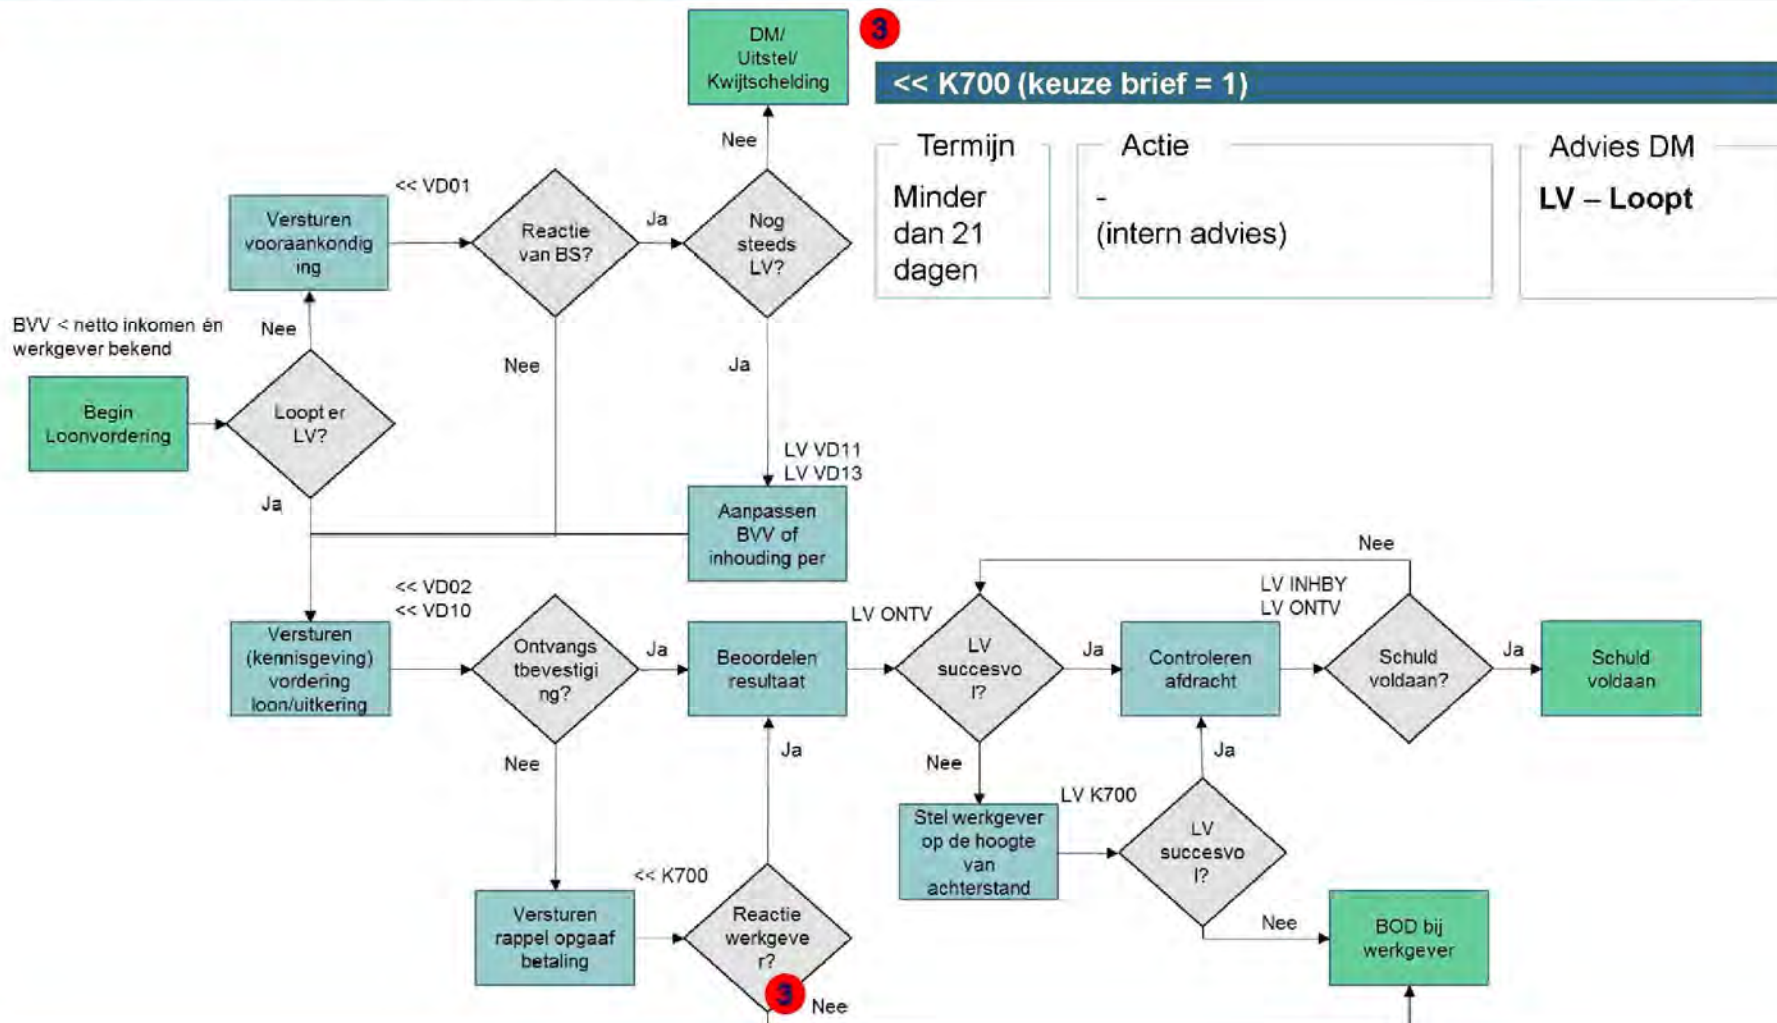 DM/
Uitstel/
Kwijtschelding
3
<< K700 (keuze brief = 1)
Termijn
Minder
dan 21
dagen
Actie
-
(intern advies)
Advies DM
LV – Loopt
Nee
<< VD01
Versturen
vooraankondig
ing
Reactie
van BS?
Ja
Nog
steeds
LV?
BVV < netto inkomen én
werkgever bekend
Nee
Nee
Ja
Begin
Loonvordering
Loopt er
LV?
Ja
LV VD11
LV VD13
Aanpassen
BVV of
inhouding per
<< VD02
<< VD10
Versturen
(kennisgeving)
vordering
loon/uitkering
Ontvangs
tbevestigi
ng?
Ja
Beoordelen
resultaat
LV ONTV
LV
succesvo
l?
Ja
Controleren
afdracht
LV INHBY
LV ONTV
Nee
Schuld
voldaan?
Ja
Schuld
voldaan
Nee
Ja
Nee
Ja
Stel werkgever
op de hoogte
van
achterstand
LV K700
LV
succesvo
l?
Nee
BOD bij
werkgever
Versturen
rappel opgaaf
betaling
<< K700
Reactie
werkgeve
r?
3
Nee